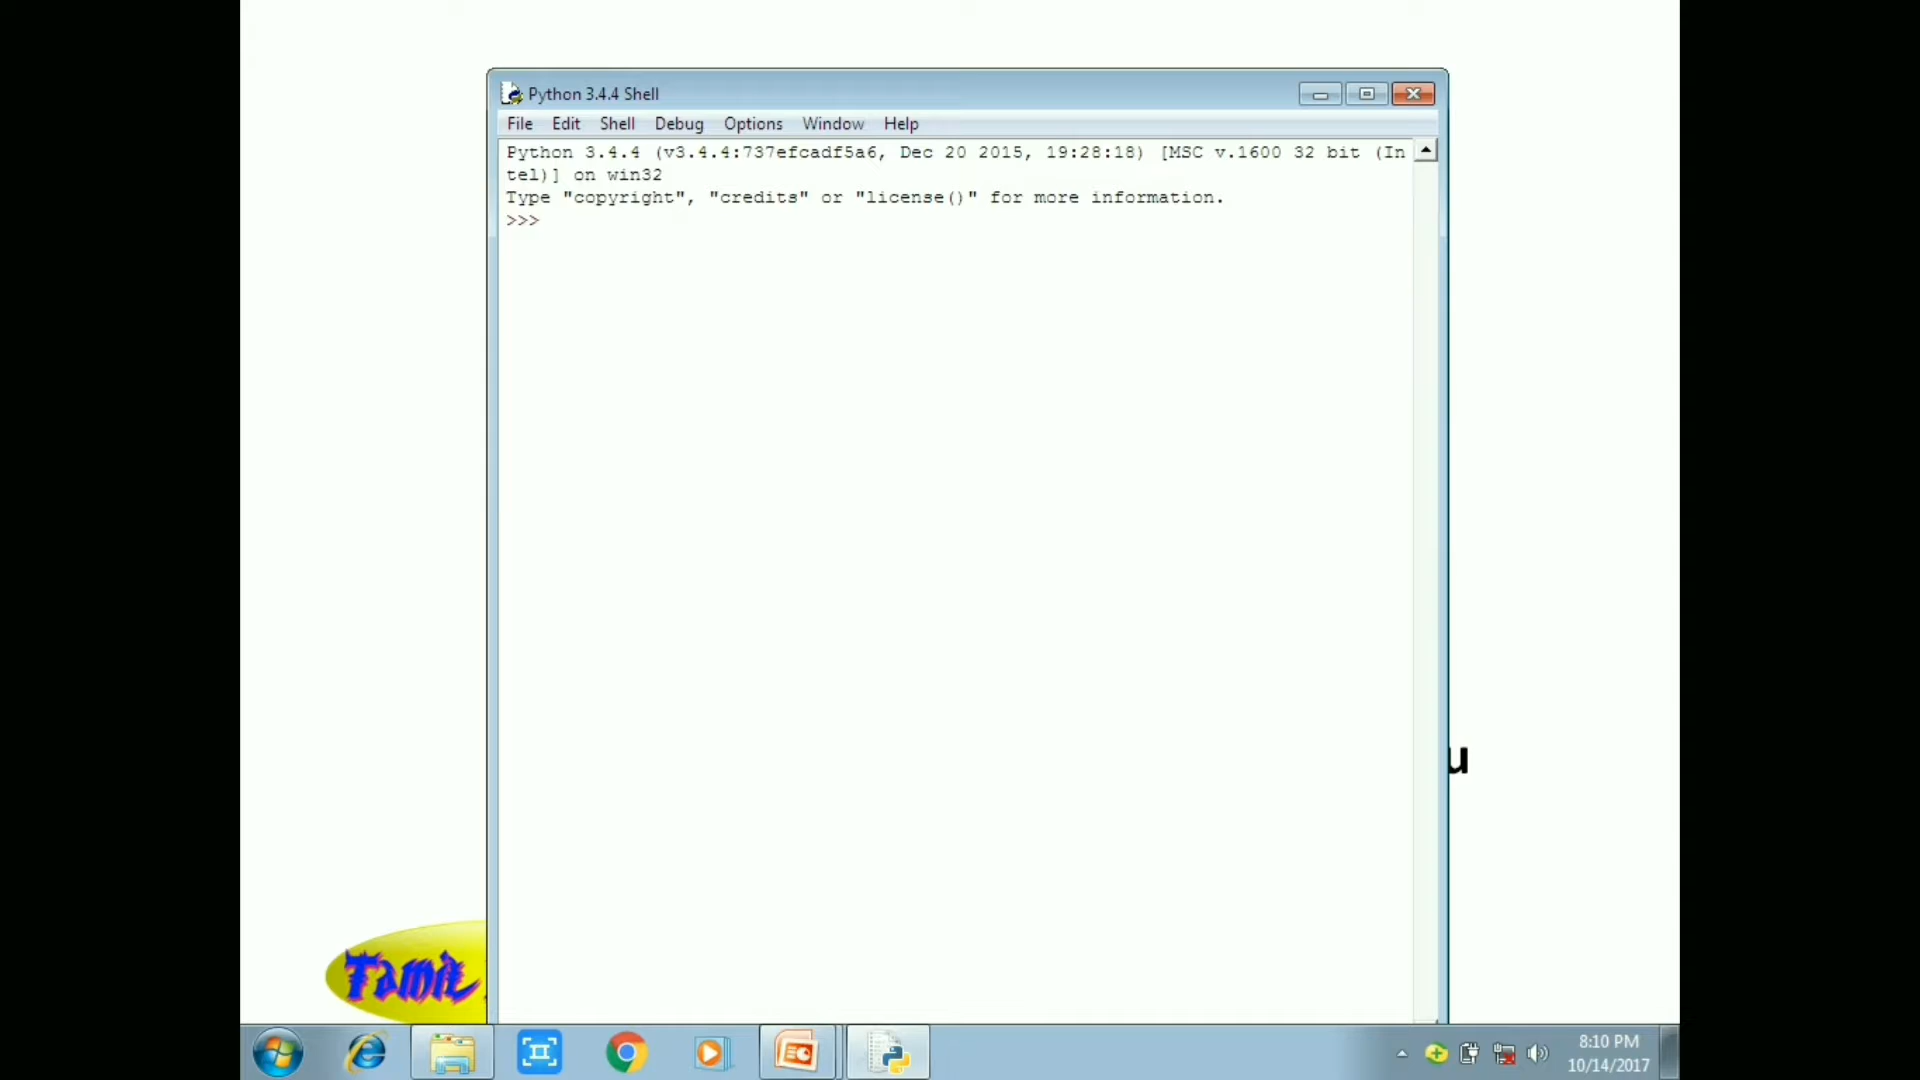 Python 3.4.4 Shell
File Edit Shell Debug Options Window Help
Python 3.4.4 (v3.4.4:737efcadf5a6, Dec 20 2015, 19:28:18) [MSC v.1600 32 bit (In
tel)] on win32
Type "copyright", "credits" or "license()" for more information.
>>>
u
Tamil
8:10 PM
10/14/2017